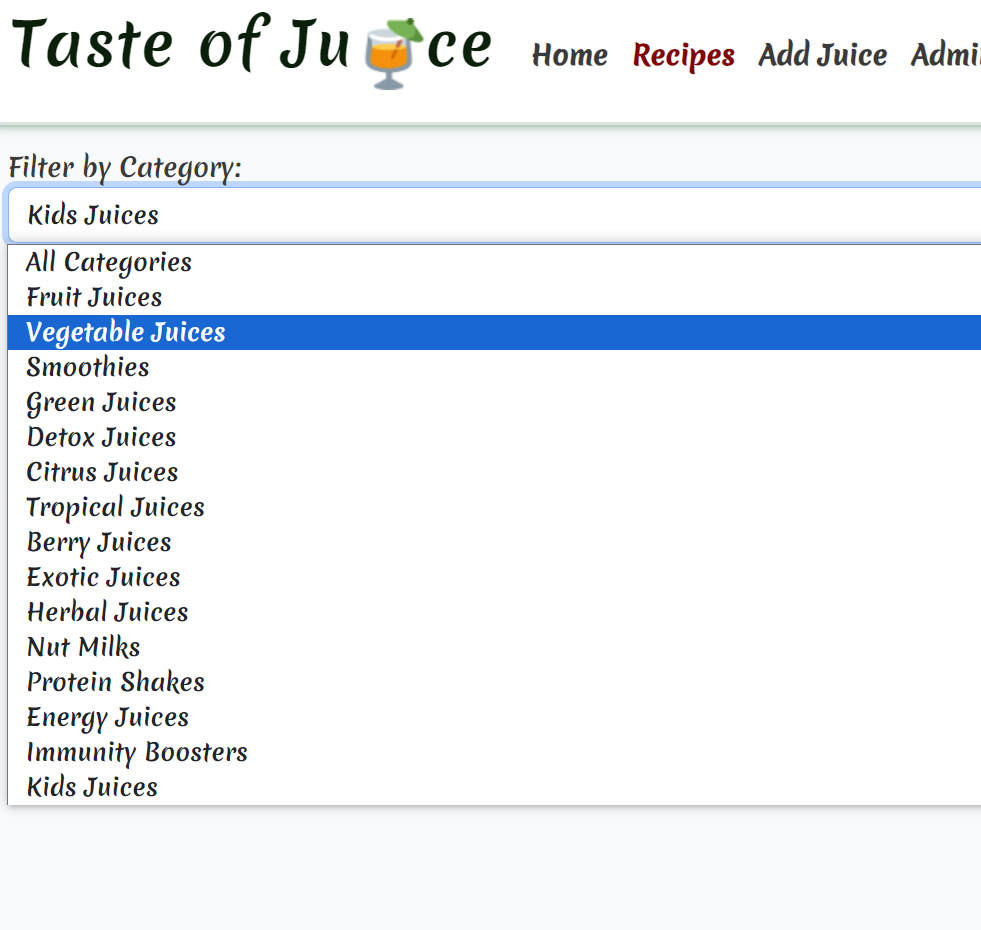 Taste of Ju🍹ce
Home Recipes Add Juice Admi
Filter by Category:
Kids Juices
All Categories
Fruit Juices
Vegetable Juices
Smoothies
Green Juices
Detox Juices
Citrus Juices
Tropical Juices
Berry Juices
Exotic Juices
Herbal Juices
Nut Milks
Protein Shakes
Energy Juices
Immunity Boosters
Kids Juices